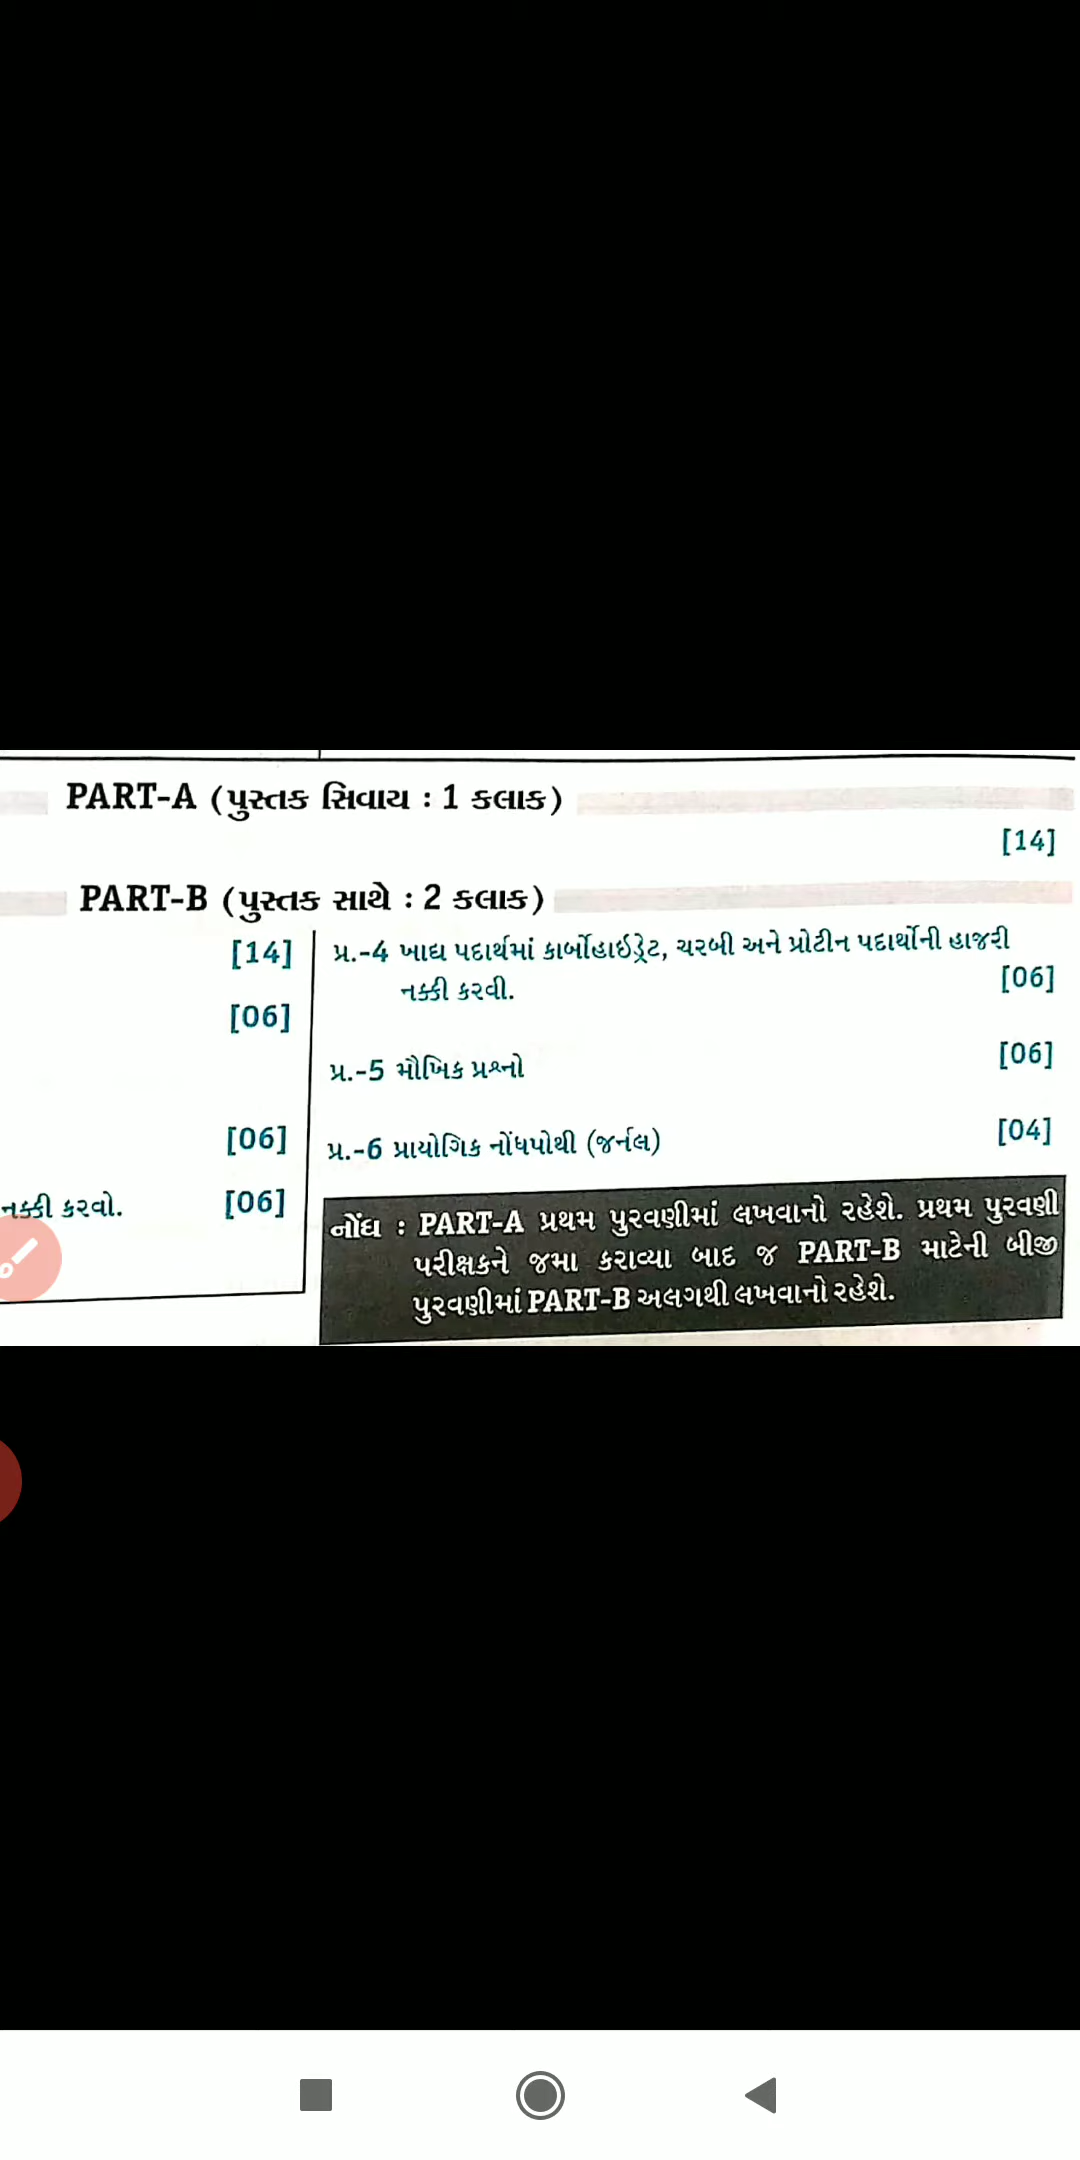 PART-A (પુસ્તક સિવાય : 1 કલાક)
[14]
PART-B (પુસ્તક સાથે : 2 કલાક)
[14]
[06]
[06]
નક્કી કરવો. [06]
પ્ર.-4 ખાદ્ય પદાર્થમાં કાર્બોહાઇડ્રેટ, ચરબી અને પ્રોટીન પદાર્થોની હાજરી
નક્કી કરવી. [06]
પ્ર.-5 મૌખિક પ્રશ્નો [06]
પ્ર.-6 પ્રાયોગિક નોંધપોથી (જર્નલ) [04]
નોંધ : PART-A પ્રથમ પુરવણીમાં લખવાનો રહેશે. પ્રથમ પુરવણી
પરીક્ષકને જમા કરાવ્યા બાદ જ PART-B માટેની બીજી
પુરવણીમાં PART-B અલગથી લખવાનો રહેશે.